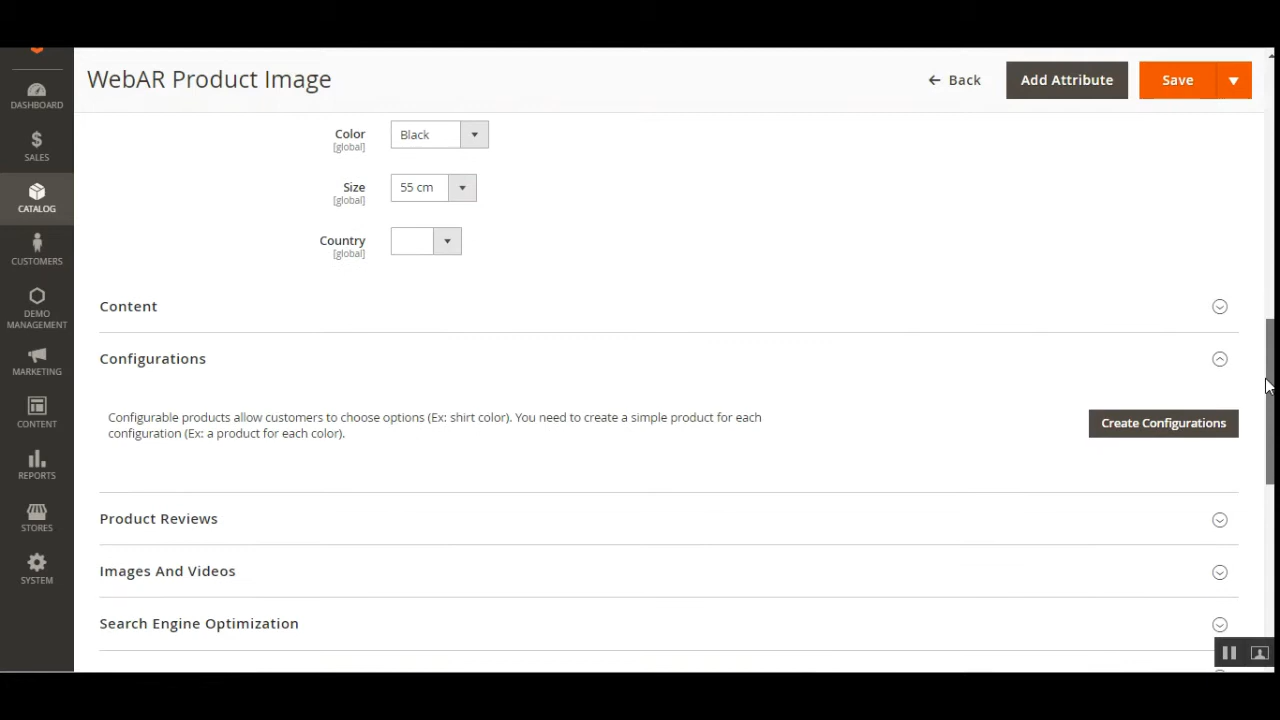 WebAR Product Image
Back
Add Attribute
Save
DASHBOARD
SALES
CATALOG
CUSTOMERS
DEMO
MANAGEMENT
MARKETING
CONTENT
REPORTS
STORES
SYSTEM
Color
[global]
Black
Size
[global]
55 cm
Country
[global]
Content
Configurations
Configurable products allow customers to choose options (Ex: shirt color). You need to create a simple product for each
configuration (Ex: a product for each color).
Create Configurations
Product Reviews
Images And Videos
Search Engine Optimization